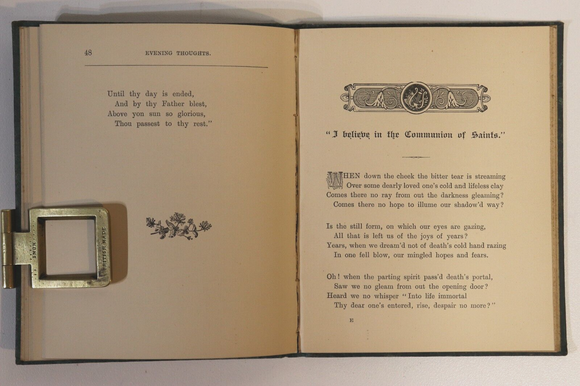 48
EVENING THOUGHTS.
Until thy day is ended,
And by thy Father blest,
Above yon sun so glorious,
Thou passest to thy rest."
"I believe in the Communion of Saints."
WHEN down the cheek the bitter tear is streaming
Over some dearly loved one's cold and lifeless clay
Comes there no ray from out the darkness gleaming?
Comes there no hope to illume our shadow'd way?
Is the still form, on which our eyes are gazing,
All that is left us of the joys of years?
Years, when we dream'd not of death's cold hand razing
In one fell blow, our mingled hopes and fears.
Oh! when the parting spirit pass'd death's portal,
Saw we no gleam from out the opening door?
Heard we no whisper "Into life immortal
Thy dear one's entered, rise, despair no more?"
E